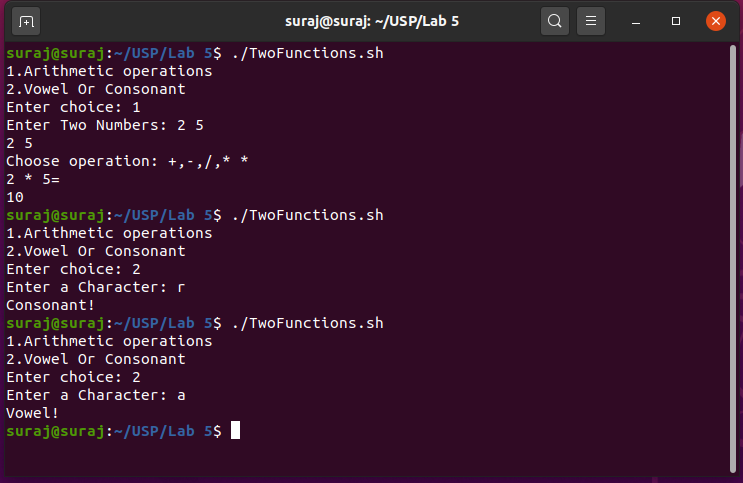 suraj@suraj: ~/USP/Lab 5
suraj@suraj:~/USP/Lab 5$ ./TwoFunctions.sh
1.Arithmetic operations
2.Vowel Or Consonant
Enter choice: 1
Enter Two Numbers: 2 5
2 5
Choose operation: +,-,/,* *
2 * 5=
10
suraj@suraj:~/USP/Lab 5$ ./TwoFunctions.sh
1.Arithmetic operations
2.Vowel Or Consonant
Enter choice: 2
Enter a Character: r
Consonant!
suraj@suraj:~/USP/Lab 5$ ./TwoFunctions.sh
1.Arithmetic operations
2.Vowel Or Consonant
Enter choice: 2
Enter a Character: a
Vowel!
suraj@suraj:~/USP/Lab 5$